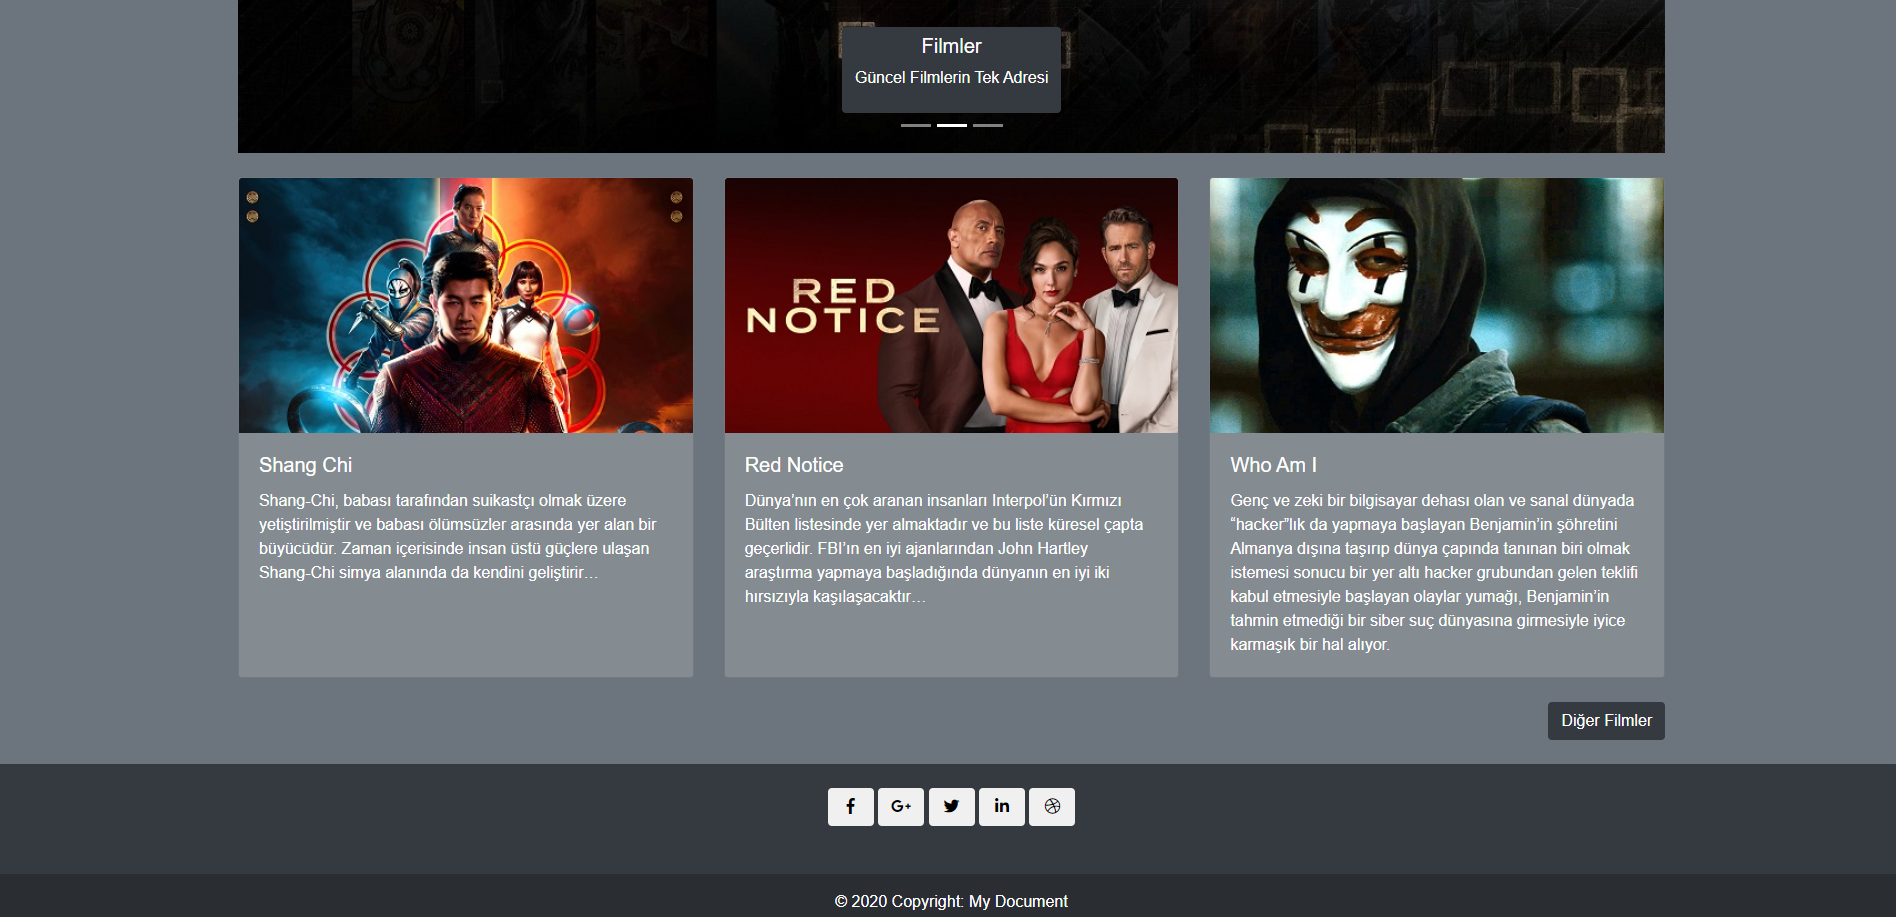 Filmler
Güncel Filmlerin Tek Adresi
RED
NOTICE
Shang Chi
Shang-Chi, babası tarafından suikastçı olmak üzere
yetiştirilmiştir ve babası ölümsüzler arasında yer alan bir
büyücüdür. Zaman içerisinde insan üstü güçlere ulaşan
Shang-Chi simya alanında da kendini geliştirir…
Red Notice
Dünya’nın en çok aranan insanları Interpol’ün Kırmızı
Bülten listesinde yer almaktadır ve bu liste küresel çapta
geçerlidir. FBI’ın en iyi ajanlarından John Hartley
araştırma yapmaya başladığında dünyanın en iyi iki
hırsızıyla kaşılaşacaktır…
Who Am I
Genç ve zeki bir bilgisayar dehası olan ve sanal dünyada
“hacker”lık da yapmaya başlayan Benjamin’in şöhretini
Almanya dışına taşırıp dünya çapında tanınan biri olmak
istemesi sonucu bir yer altı hacker grubundan gelen teklifi
kabul etmesiyle başlayan olaylar yumağı, Benjamin’in
tahmin etmediği bir siber suç dünyasına girmesiyle iyice
karmaşık bir hal alıyor.
Diğer Filmler
© 2020 Copyright: My Document